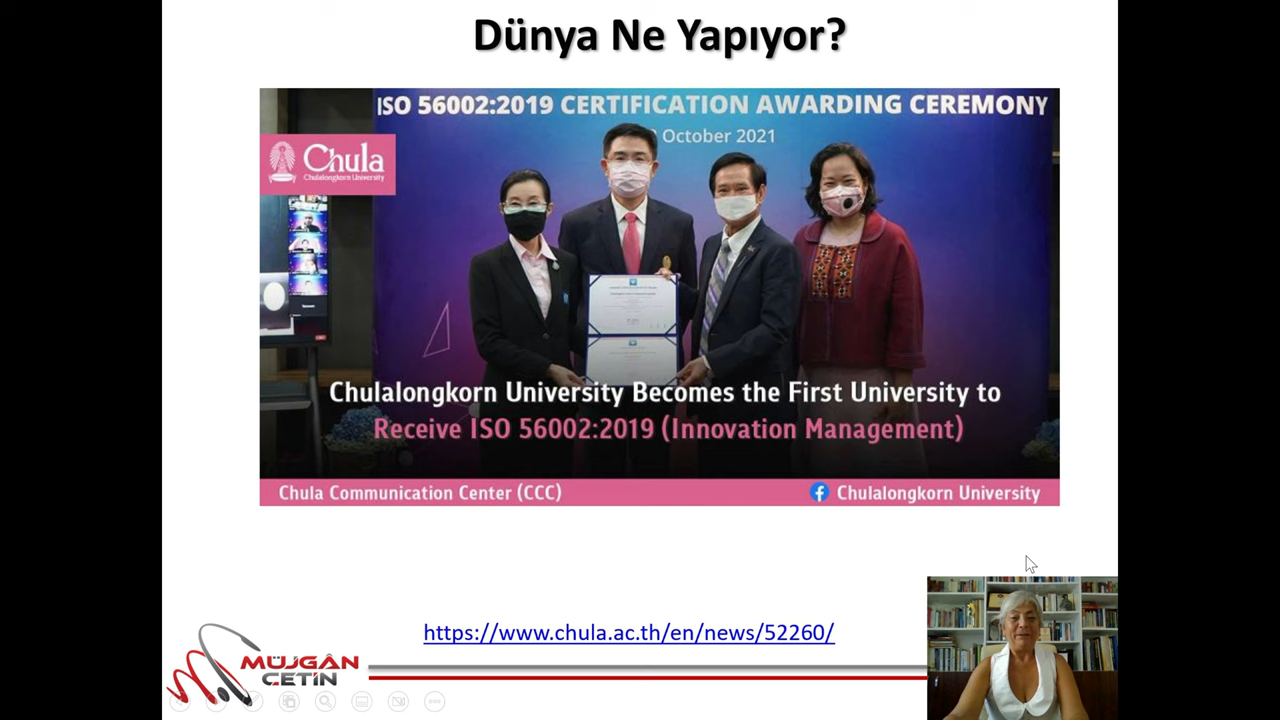 Dünya Ne Yapıyor?
ISO 56002:2019 CERTIFICATION AWARDING CEREMONY
October 2021
Chula
Chulalongkorn University
Chulalongkorn University Becomes the First University to
Receive ISO 56002:2019 (Innovation Management)
Chula Communication Center (CCC)
Chulalongkorn University
https://www.chula.ac.th/en/news/52260/
MÜJGÂN
ÇETİN